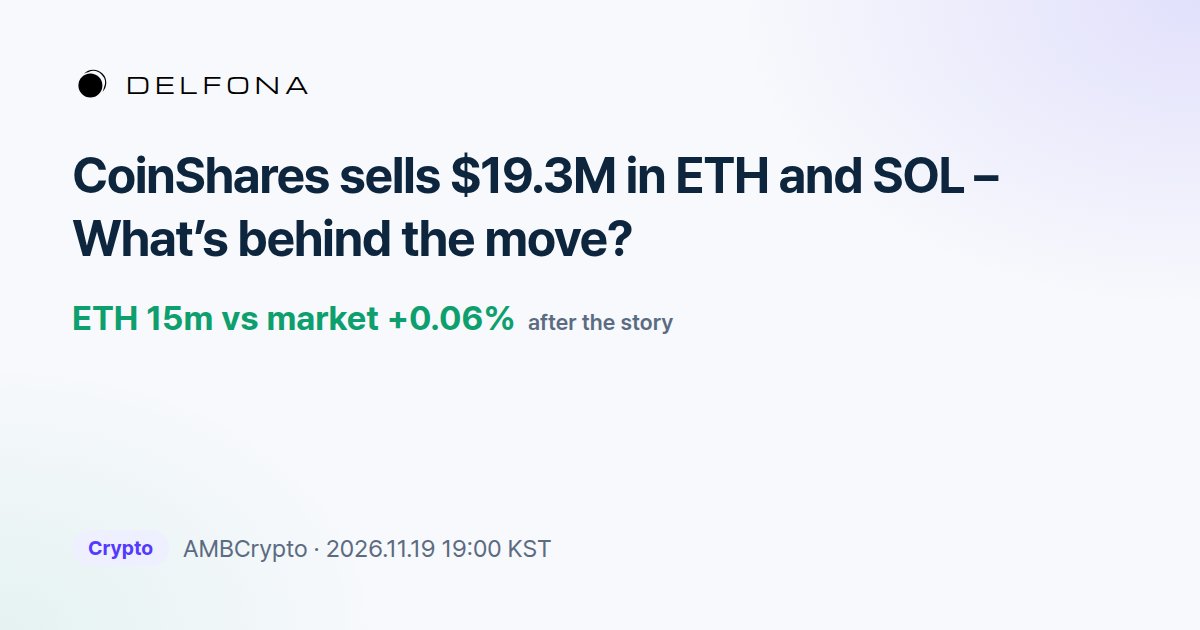 DELFONA
CoinShares sells $19.3M in ETH and SOL –
What’s behind the move?
ETH 15m vs market +0.06% after the story
Crypto AMBCrypto · 2026.11.19 19:00 KST